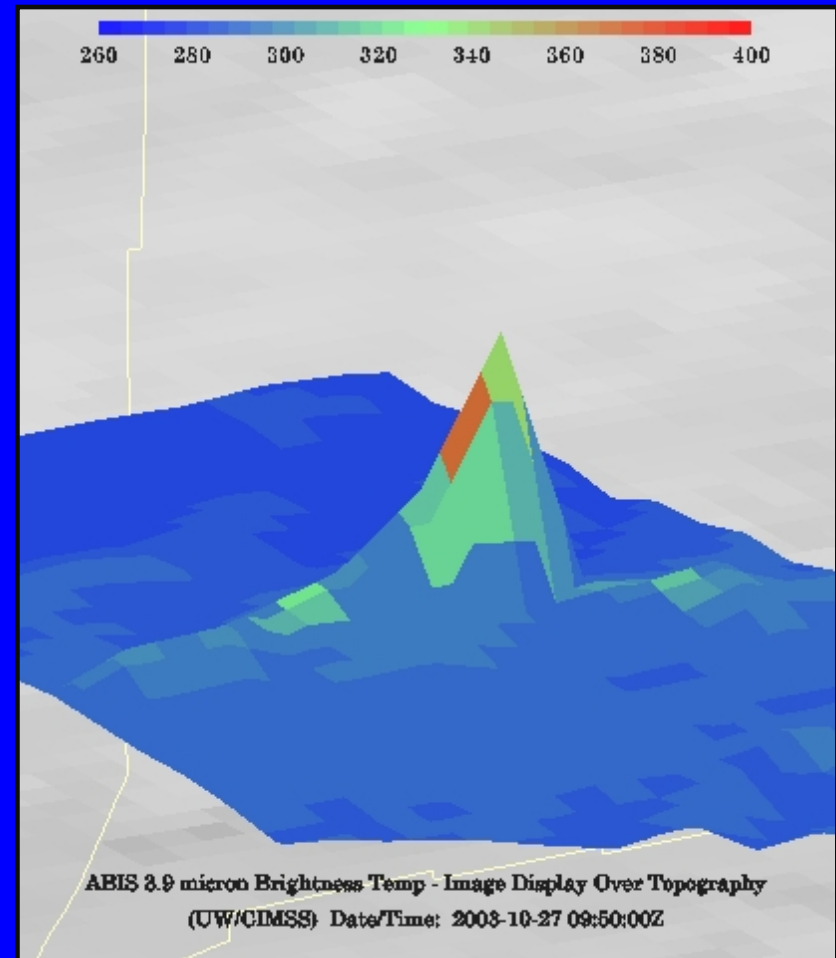 260 280 300 320 340 360 380 400
ABIS 3.9 micron Brightness Temp - Image Display Over Topography
(UW/CIMSS) Date/Time: 2003-10-27 09:50:00Z